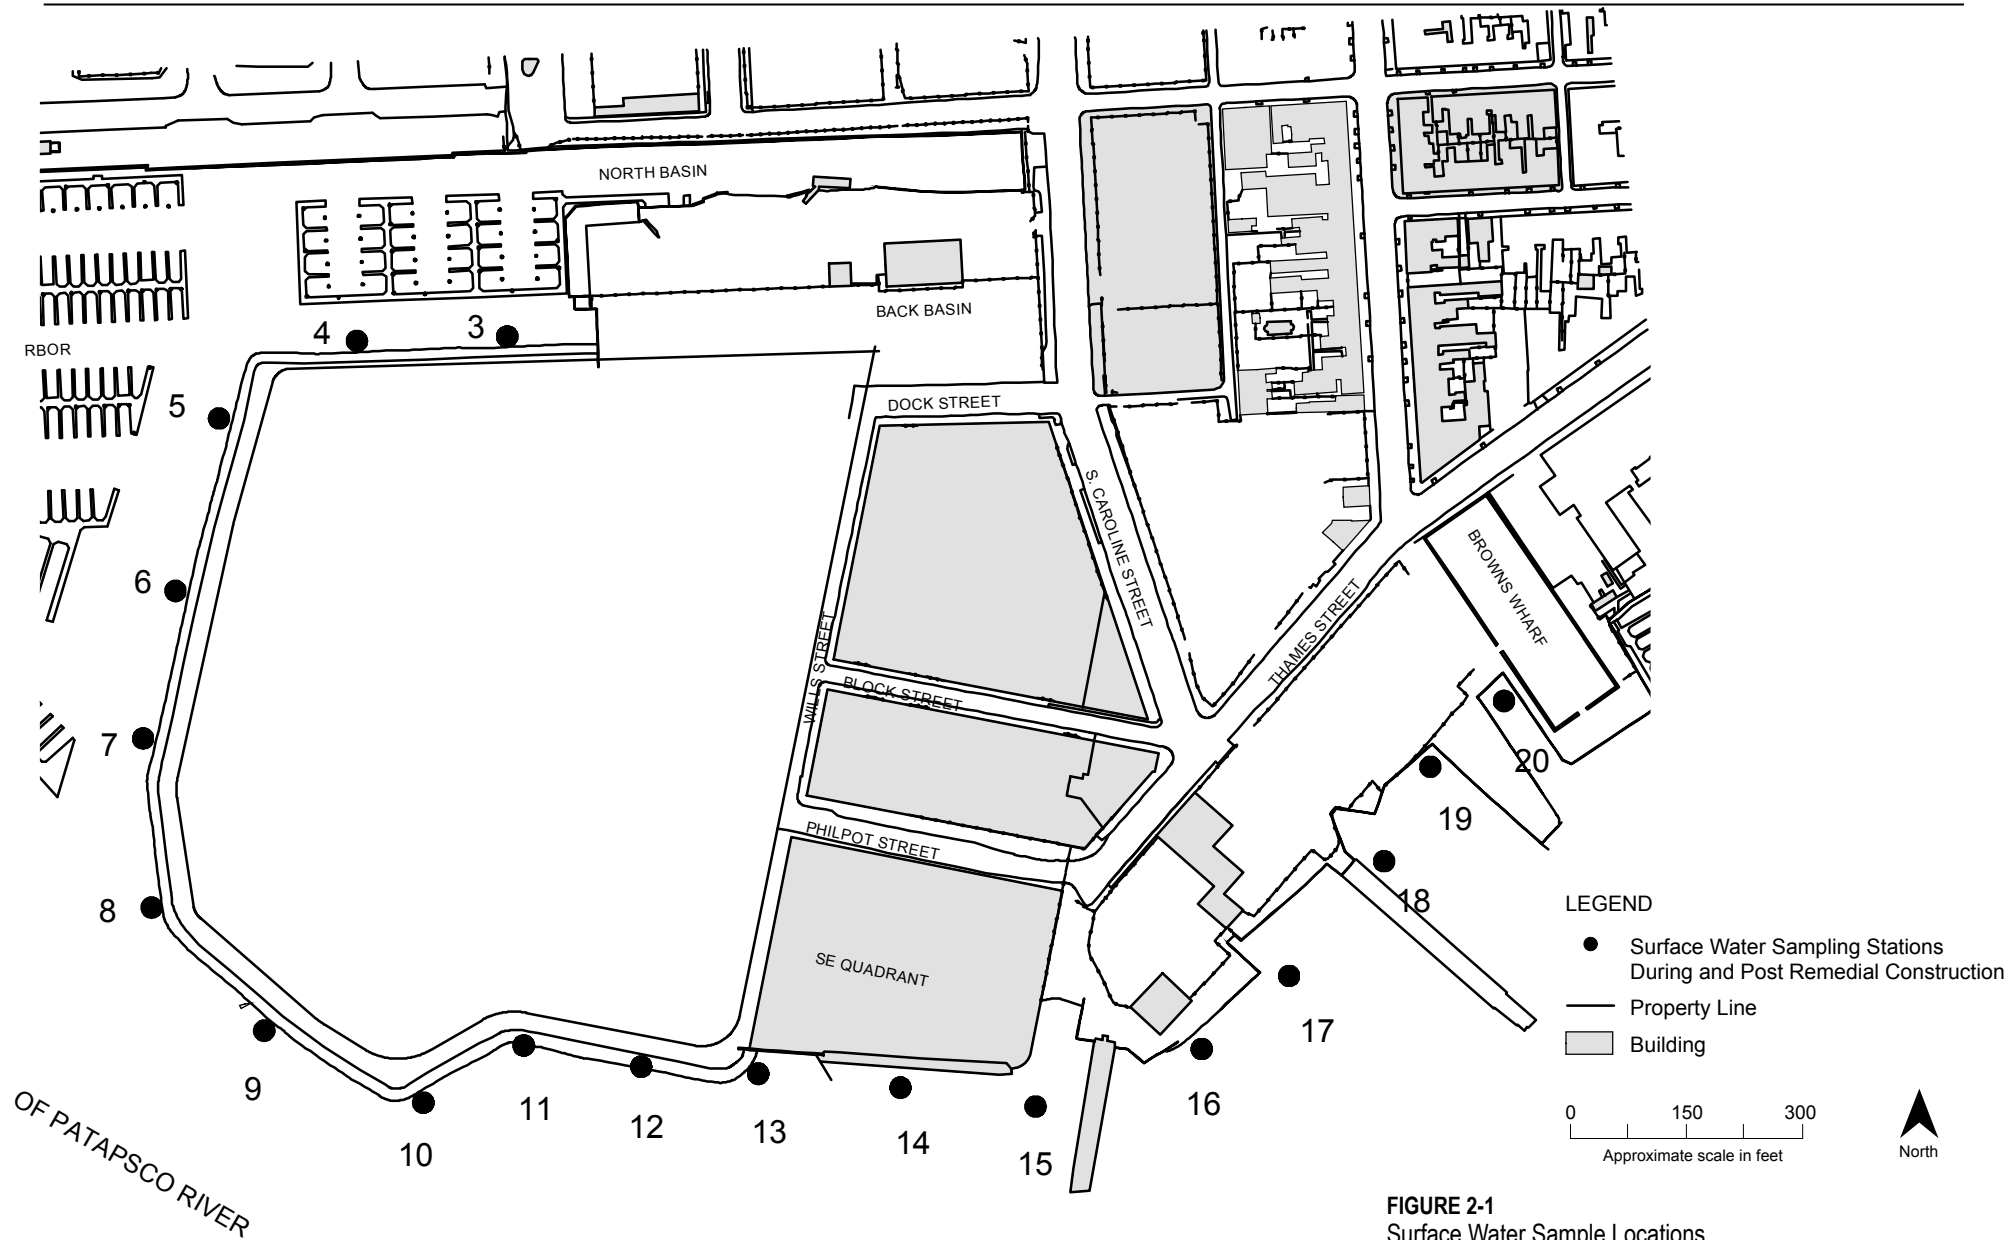 NORTH BASIN
BACK BASIN
4
3
RBOR
5
DOCK STREET
S. CAROLINE STREET
6
BROWNS WHARF
THAMES STREET
WILLS STREET
BLOCK STREET
7
20
19
PHILPOT STREET
18
8
SE QUADRANT
17
9
16
11
12
13
14
10
15
OF PATAPSCO RIVER
LEGEND
Surface Water Sampling Stations
During and Post Remedial Construction
Property Line
Building
0 150 300
Approximate scale in feet
North
FIGURE 2-1
Surface Water Sample Locations